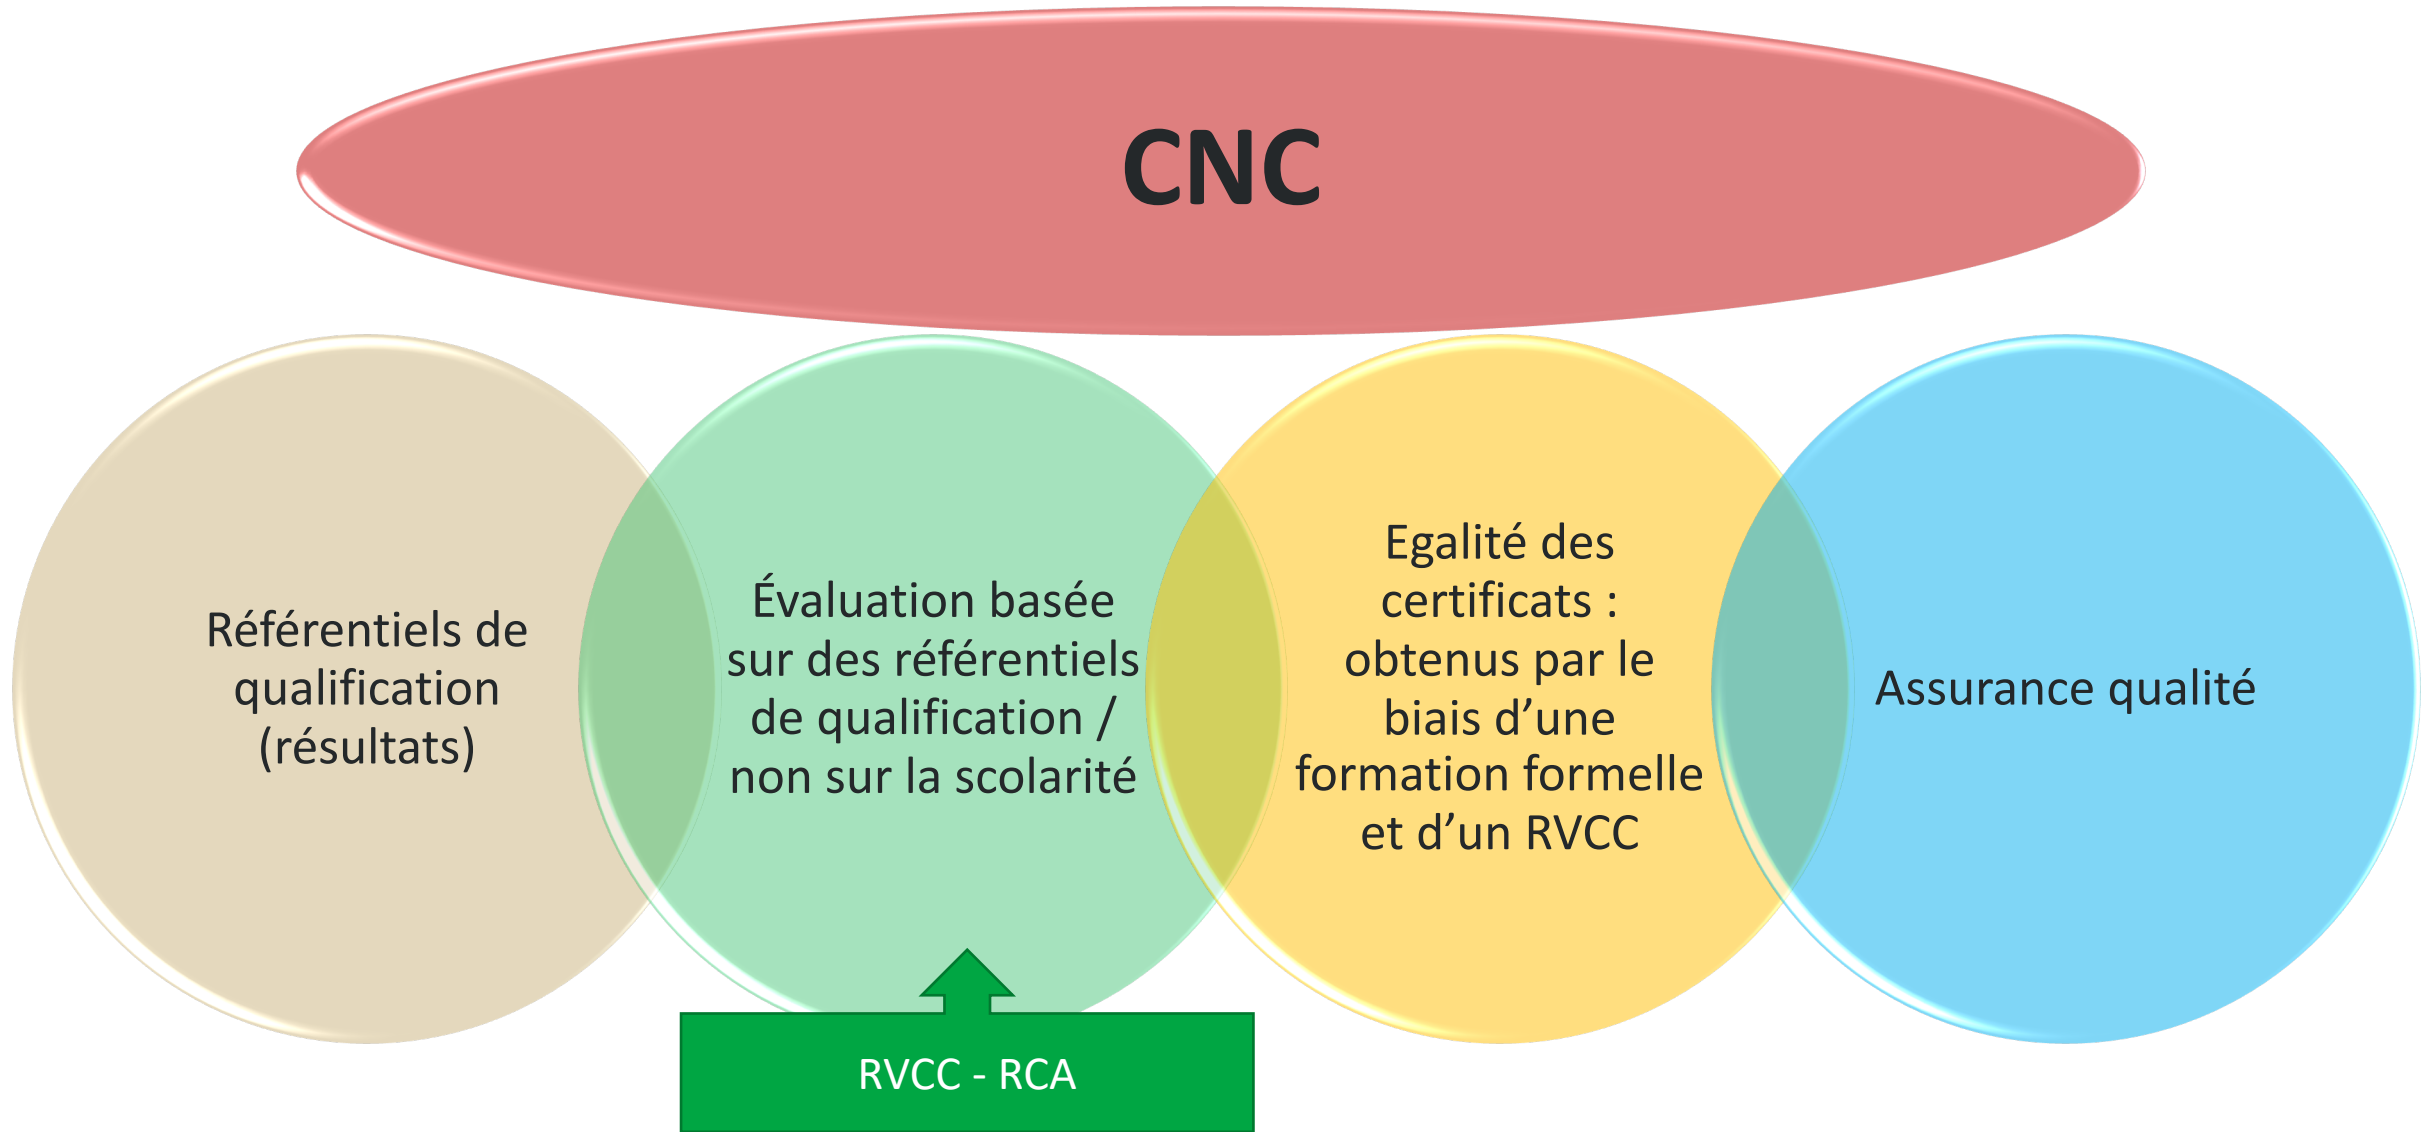 CNC
Référentiels de
qualification
(résultats)
Évaluation basée
sur des référentiels
de qualification /
non sur la scolarité
Egalité des
certificats :
obtenus par le
biais d’une
formation formelle
et d’un RVCC
Assurance qualité
RVCC - RCA